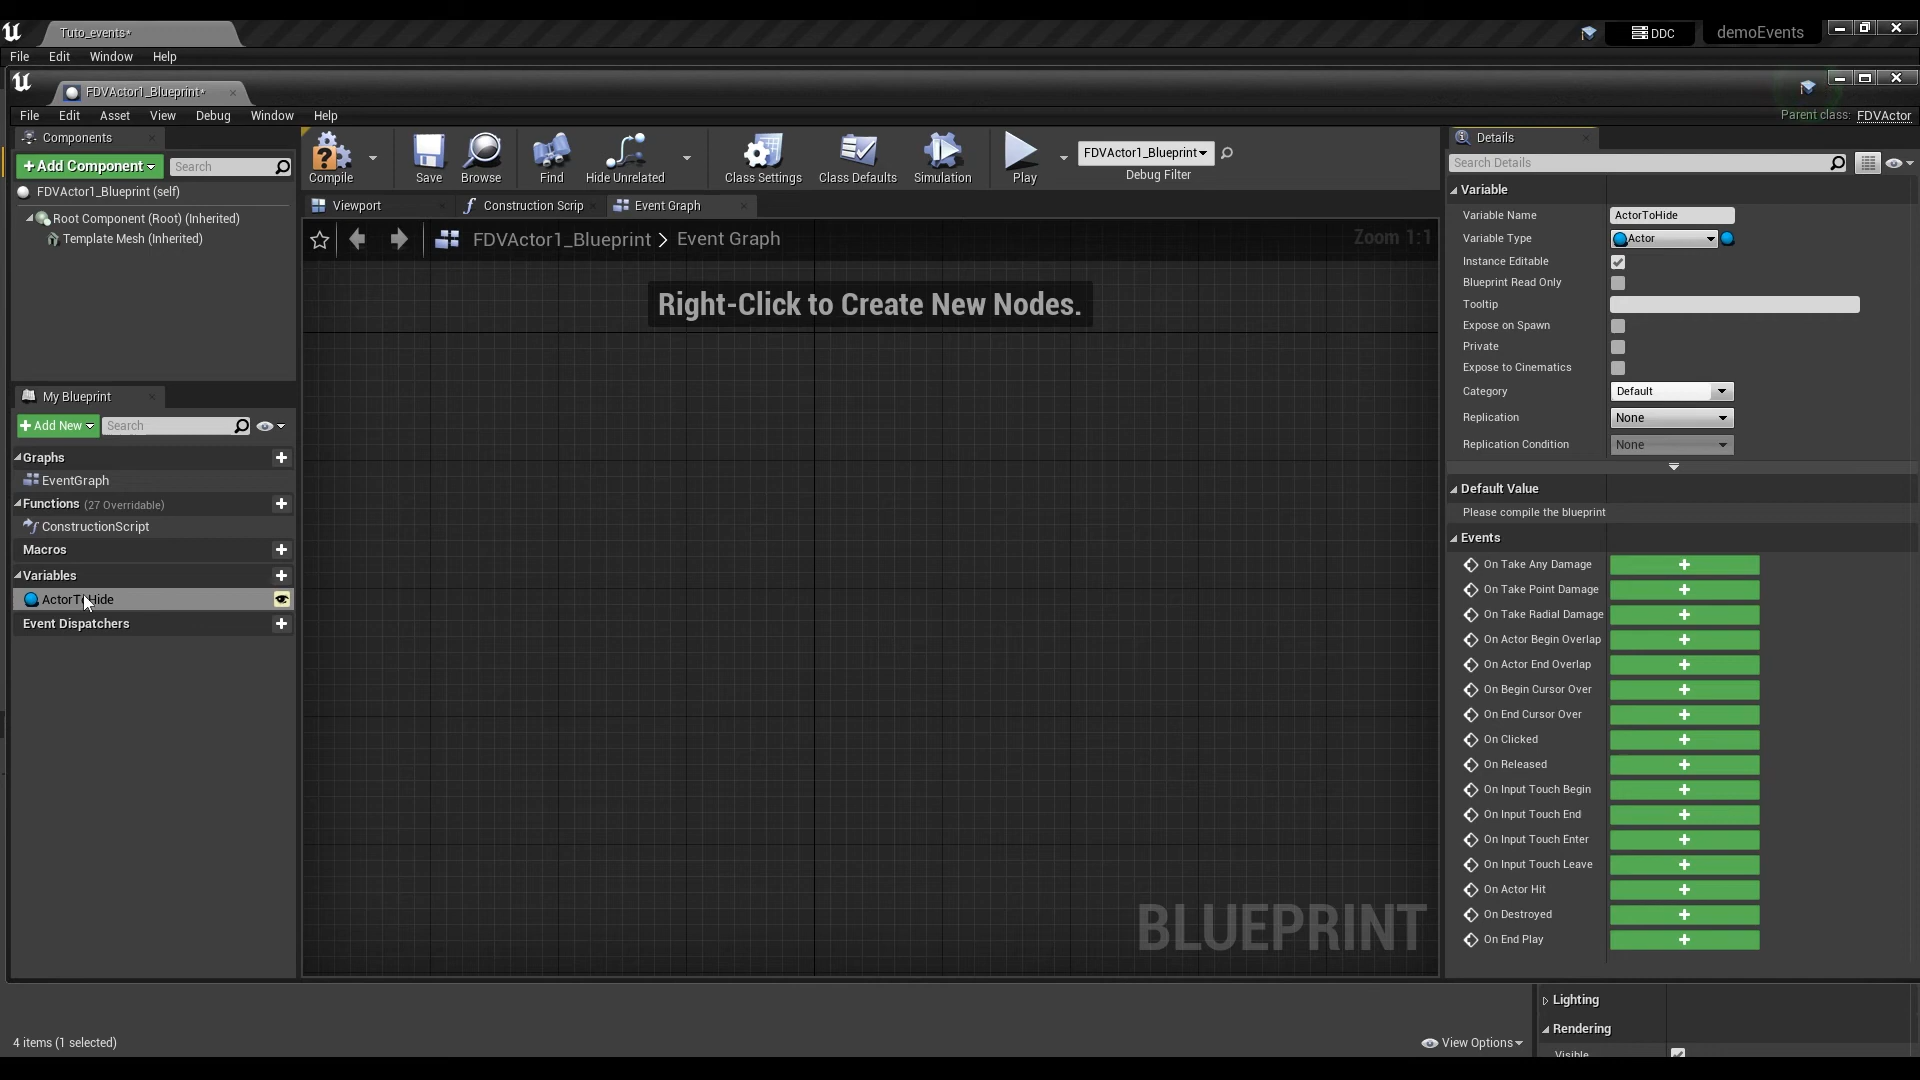 Tuto_events*
DDC
demoEvents
File Edit Window Help
FDVActor1_Blueprint*
File Edit Asset View Debug Window Help
Parent class: FDVActor
Components
+ Add Component
Search
FDVActor1_Blueprint (self)
Root Component (Root) (Inherited)
Template Mesh (Inherited)
Compile
Save
Browse
Find
Hide Unrelated
Class Settings
Class Defaults
Simulation
Play
FDVActor1_Blueprint
Debug Filter
Viewport
Construction Scrip
Event Graph
FDVActor1_Blueprint > Event Graph
Zoom 1:1
Right-Click to Create New Nodes.
BLUEPRINT
My Blueprint
+ Add New
Search
Graphs
EventGraph
Functions (27 Overridable)
ConstructionScript
Macros
Variables
Event Dispatchers
Details
Search Details
Variable
Variable Name ActorToHide
Variable Type Actor
Instance Editable
Blueprint Read Only
Tooltip
Expose on Spawn
Private
Expose to Cinematics
Category Default
Replication None
Replication Condition None
Default Value
Please compile the blueprint
Events
On Take Any Damage
On Take Point Damage
On Take Radial Damage
On Actor Begin Overlap
On Actor End Overlap
On Begin Cursor Over
On End Cursor Over
On Clicked
On Released
On Input Touch Begin
On Input Touch End
On Input Touch Enter
On Input Touch Leave
On Actor Hit
On Destroyed
On End Play
4 items (1 selected)
View Options
Lighting
Rendering
Visible